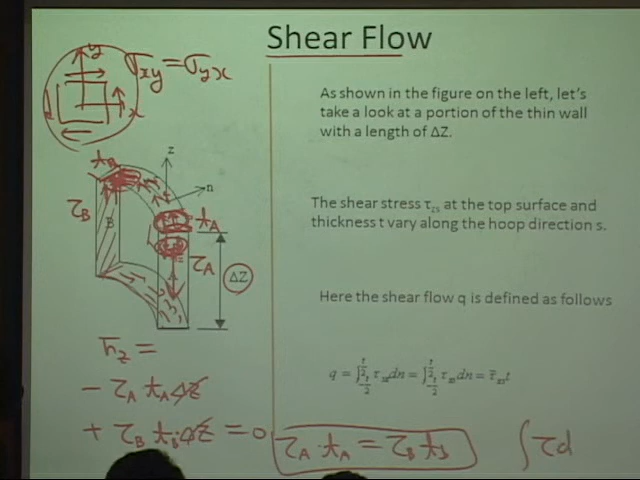 Shear Flow
σxy = σyx
y
x
As shown in the figure on the left, let's
take a look at a portion of the thin wall
with a length of ΔZ.
z
n
tB
τB
B
tA
τA
A
ΔZ
The shear stress τzs at the top surface and
thickness t vary along the hoop direction s.
Here the shear flow q is defined as follows
Fz =
- τA tA ΔZ
+ τB tB ΔZ = 0
τA · tA = τB tB
∫ τd